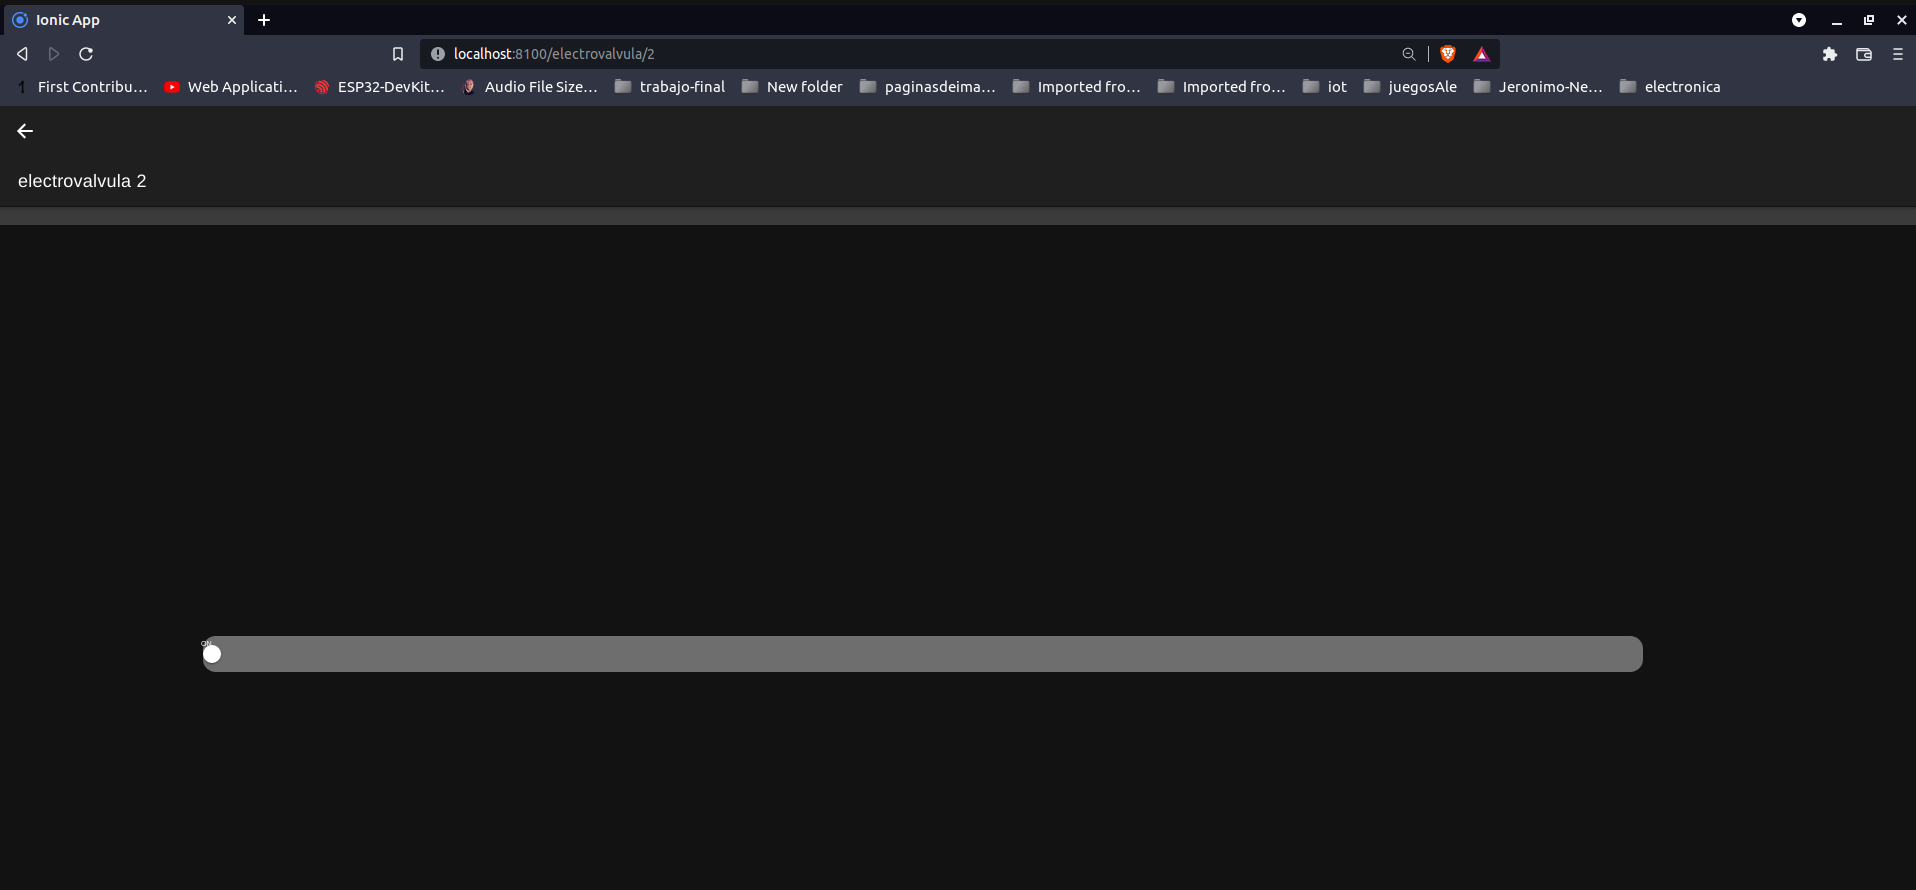 Ionic App
localhost:8100/electrovalvula/2
First Contribu... Web Applicati... ESP32-DevKit... Audio File Size... trabajo-final New folder paginasdeima... Imported fro... Imported fro... iot juegosAle Jeronimo-Ne... electronica
electrovalvula 2
ON